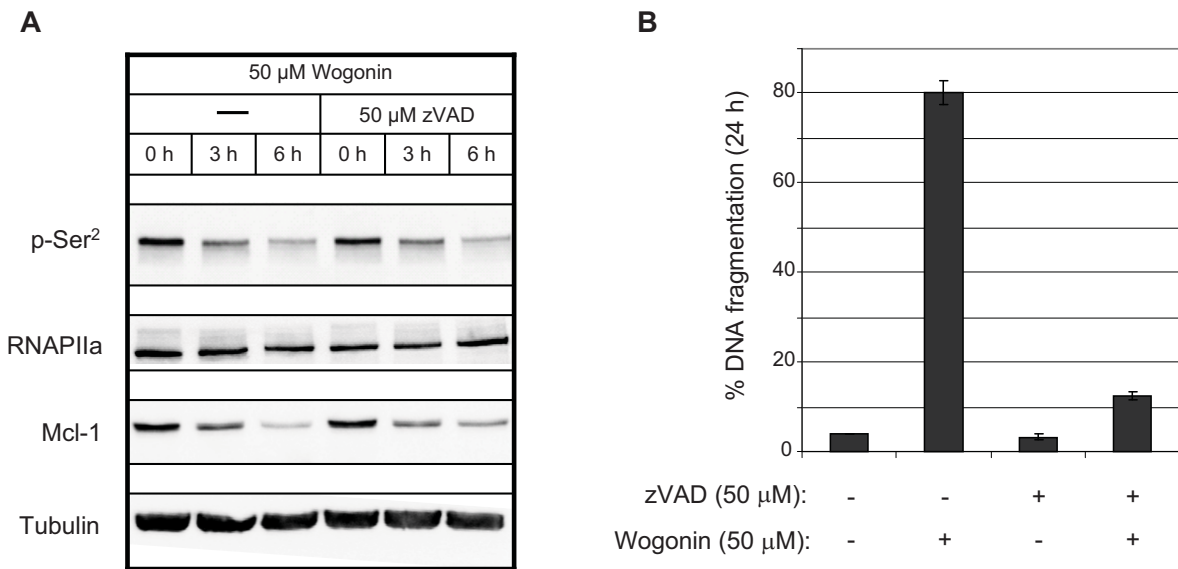 A
50 μM Wogonin
— 50 μM zVAD
0 h 3 h 6 h 0 h 3 h 6 h
p-Ser²
RNAPIIa
Mcl-1
Tubulin
B
% DNA fragmentation (24 h)
80
60
40
20
0
zVAD (50 μM): - - + +
Wogonin (50 μM): - + - +